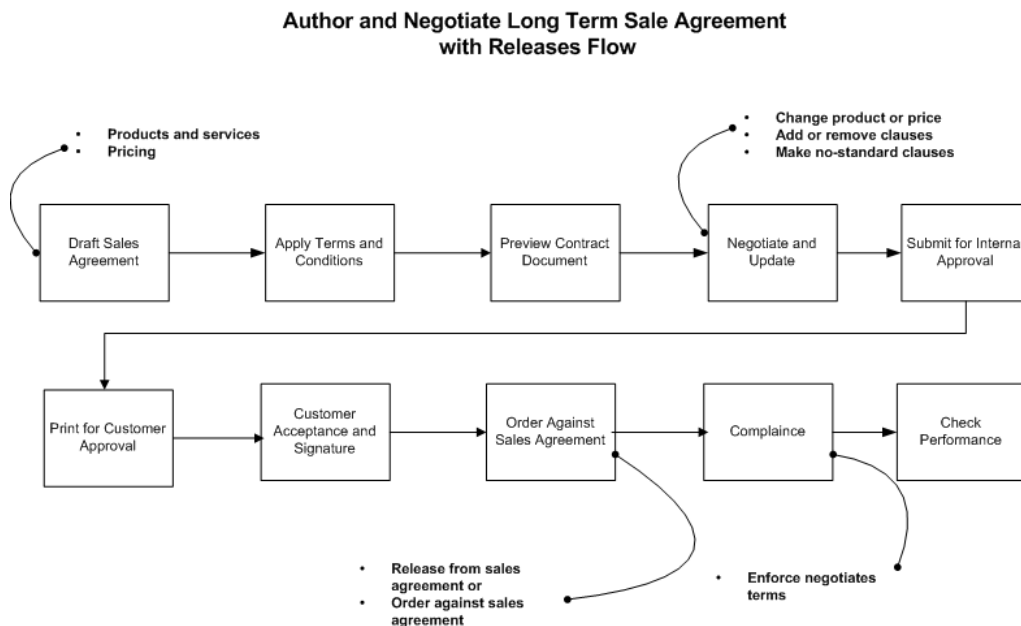 Author and Negotiate Long Term Sale Agreement
with Releases Flow
• Products and services
• Pricing
• Change product or price
• Add or remove clauses
• Make no-standard clauses
Draft Sales
Agreement
Apply Terms and
Conditions
Preview Contract
Document
Negotiate and
Update
Submit for Interna
Approval
Print for Customer
Approval
Customer
Acceptance and
Signature
Order Against
Sales Agreement
Complaince
Check
Performance
• Release from sales
agreement or
• Order against sales
agreement
• Enforce negotiates
terms